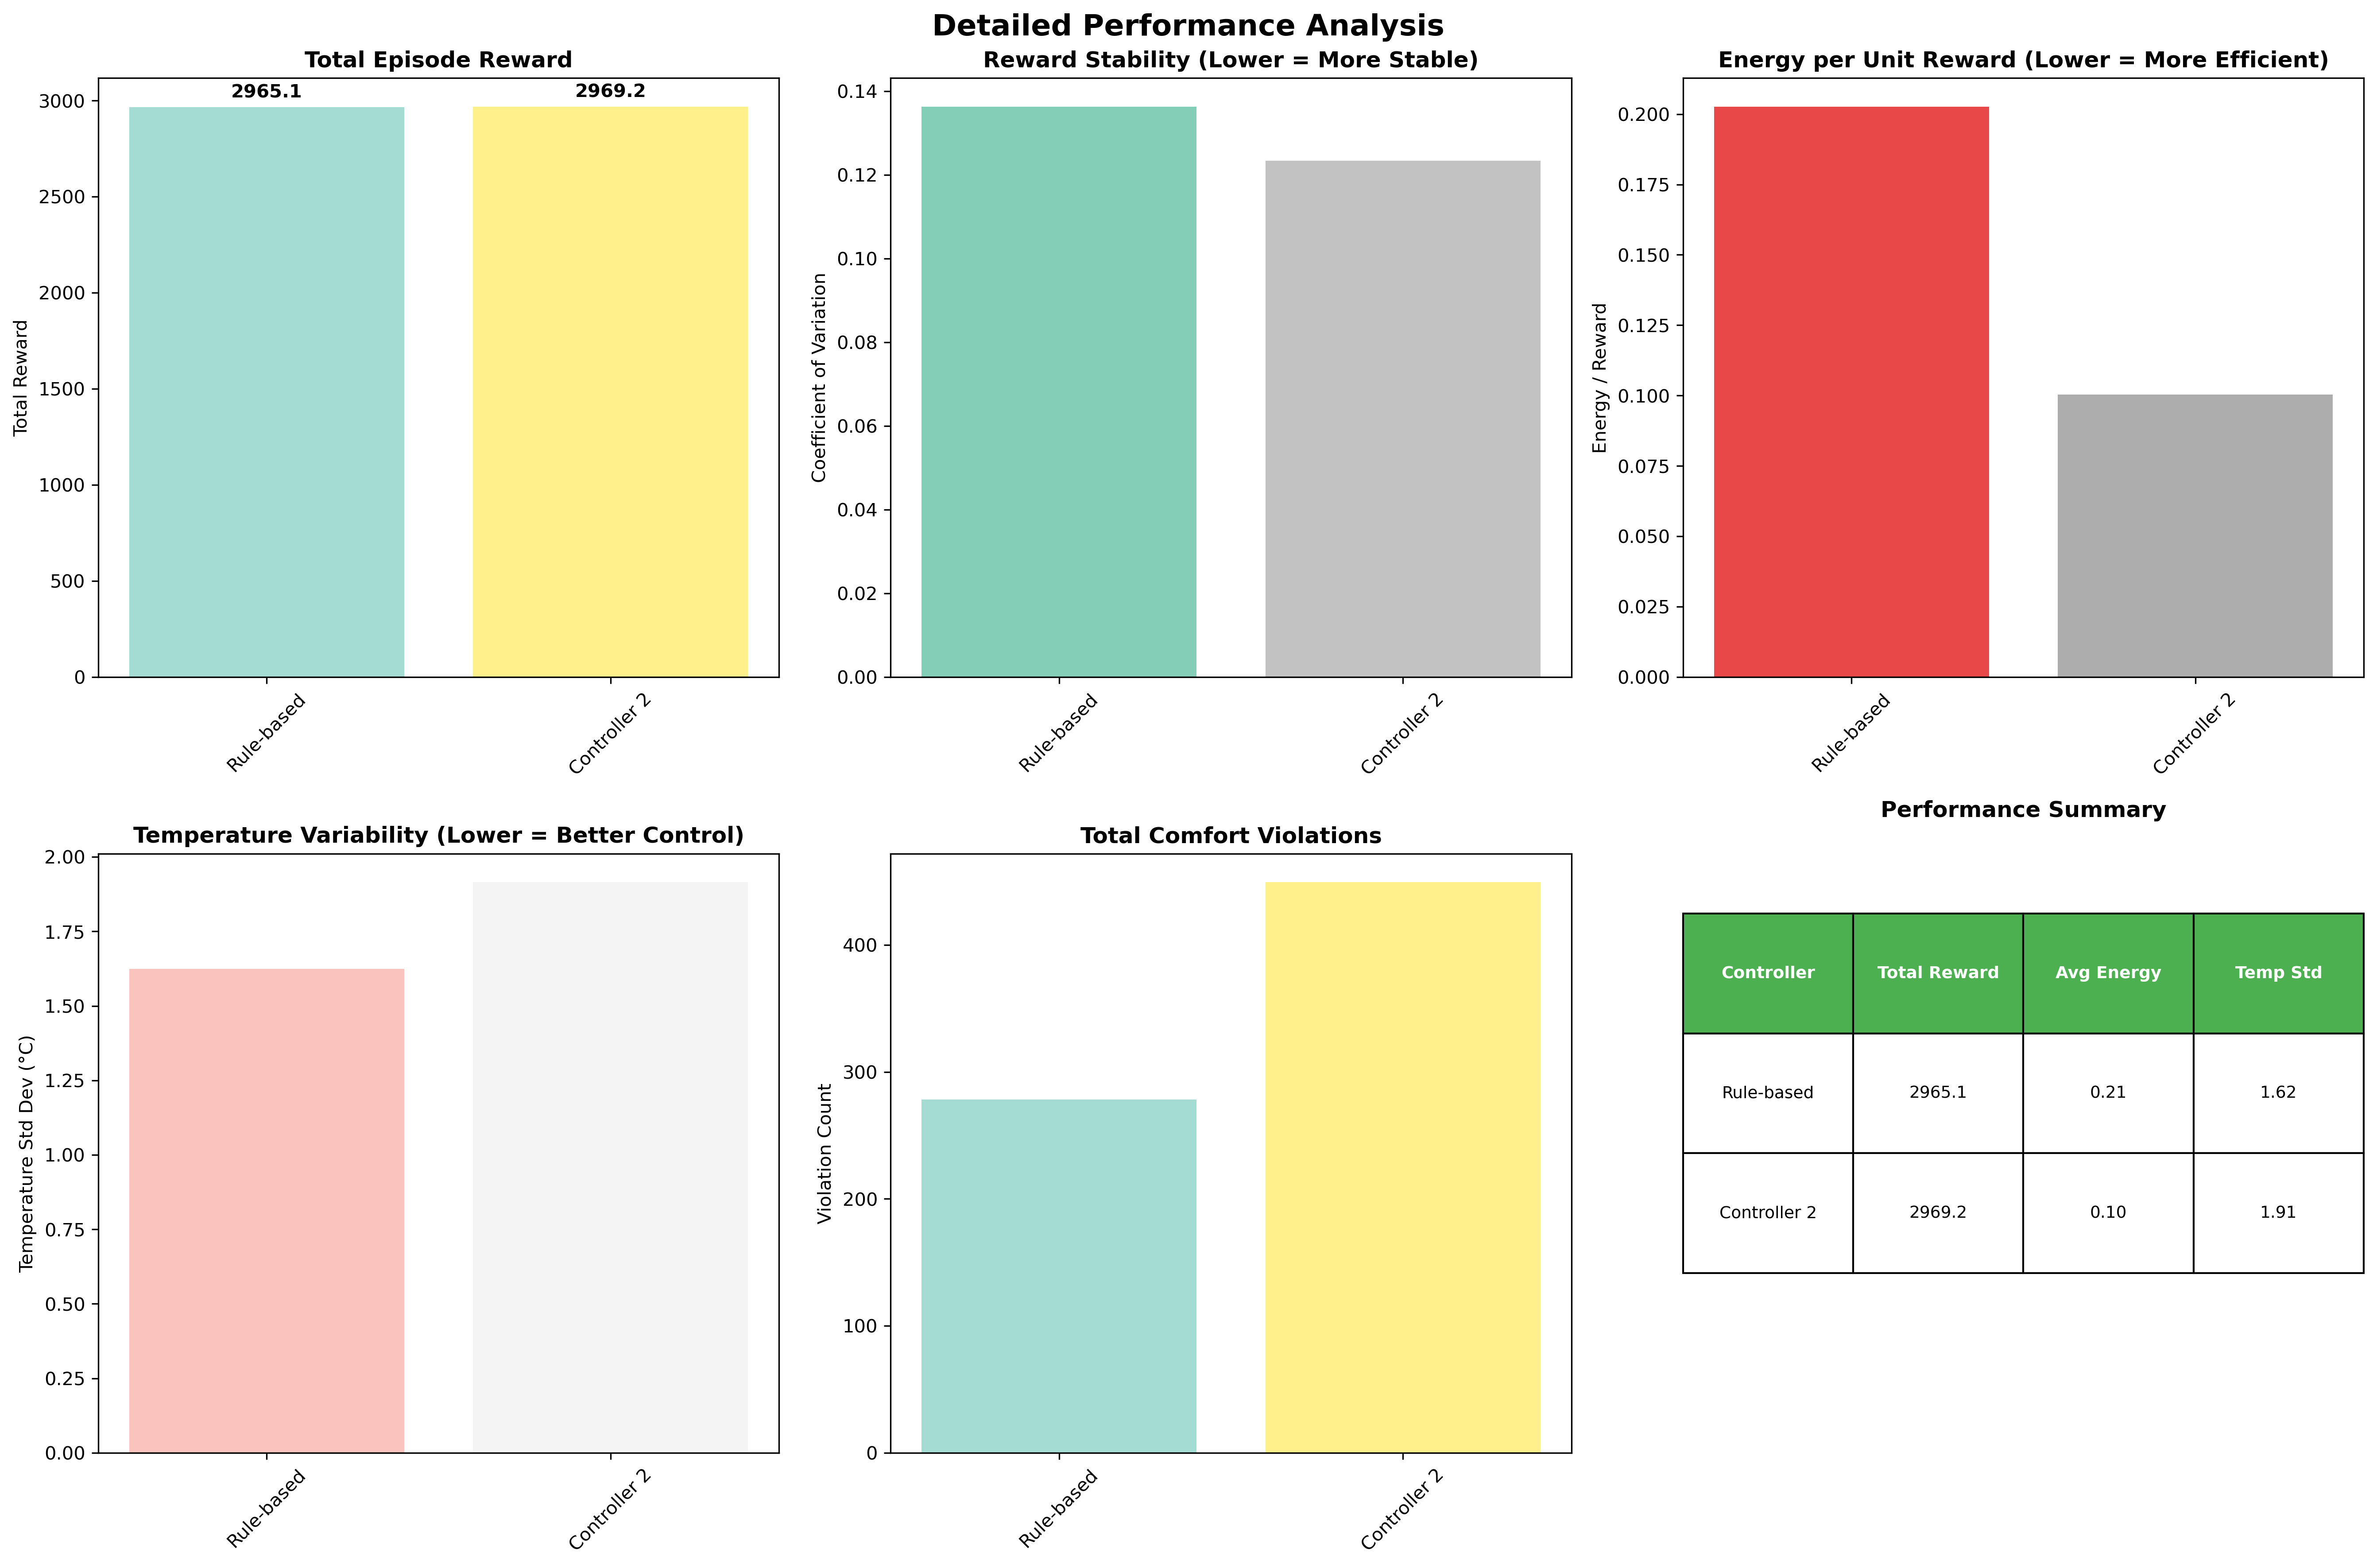 Detailed Performance Analysis
Total Episode Reward
2965.1
2969.2
3000
2500
2000
1500
1000
500
0
Total Reward
Rule-based
Controller 2
Reward Stability (Lower = More Stable)
0.14
0.12
0.10
0.08
0.06
0.04
0.02
0.00
Coefficient of Variation
Rule-based
Controller 2
Energy per Unit Reward (Lower = More Efficient)
0.200
0.175
0.150
0.125
0.100
0.075
0.050
0.025
0.000
Energy / Reward
Rule-based
Controller 2
Temperature Variability (Lower = Better Control)
2.00
1.75
1.50
1.25
1.00
0.75
0.50
0.25
0.00
Temperature Std Dev (°C)
Rule-based
Controller 2
Total Comfort Violations
400
300
200
100
0
Violation Count
Rule-based
Controller 2
Performance Summary
Controller Total Reward Avg Energy Temp Std
Rule-based 2965.1 0.21 1.62
Controller 2 2969.2 0.10 1.91